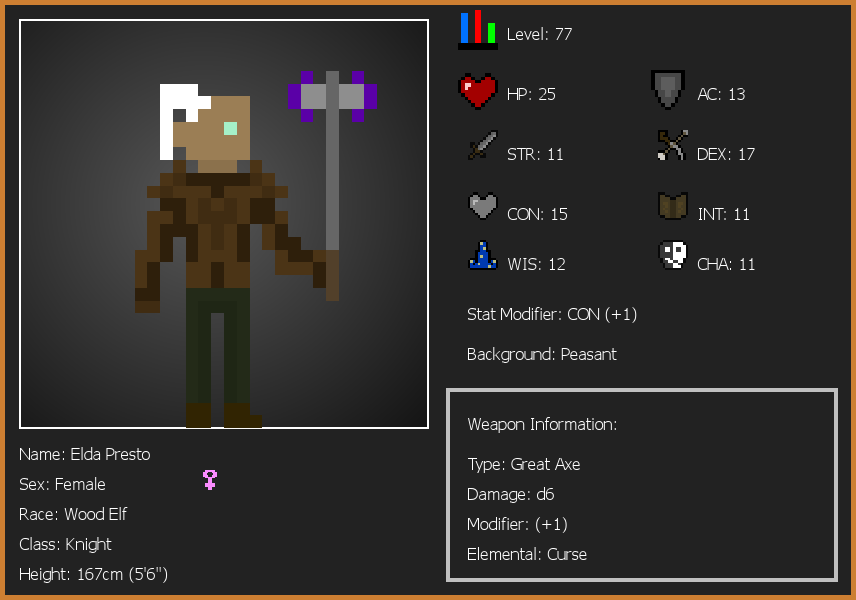 Level: 77
HP: 25
AC: 13
STR: 11
DEX: 17
CON: 15
INT: 11
WIS: 12
CHA: 11
Stat Modifier: CON (+1)
Background: Peasant
Weapon Information:
Type: Great Axe
Damage: d6
Modifier: (+1)
Elemental: Curse
Name: Elda Presto
Sex: Female
Race: Wood Elf
Class: Knight
Height: 167cm (5'6")